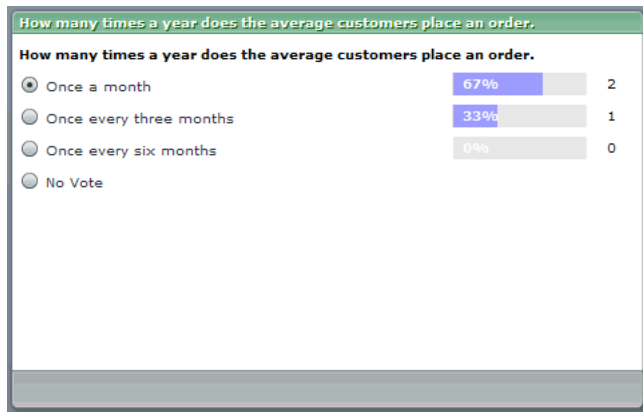 How many times a year does the average customers place an order.
How many times a year does the average customers place an order.
Once a month 67% 2
Once every three months 33% 1
Once every six months 0% 0
No Vote